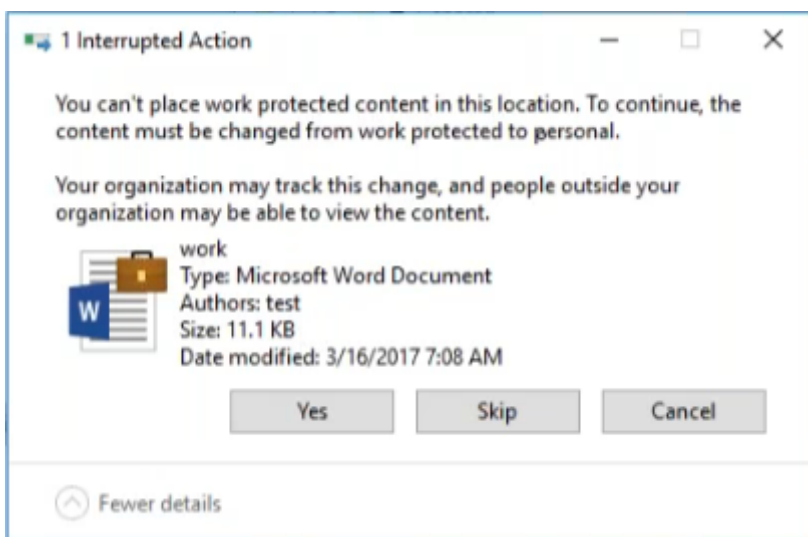 1 Interrupted Action
You can't place work protected content in this location. To continue, the
content must be changed from work protected to personal.
Your organization may track this change, and people outside your
organization may be able to view the content.
work
Type: Microsoft Word Document
Authors: test
Size: 11.1 KB
Date modified: 3/16/2017 7:08 AM
W
Yes Skip Cancel
Fewer details